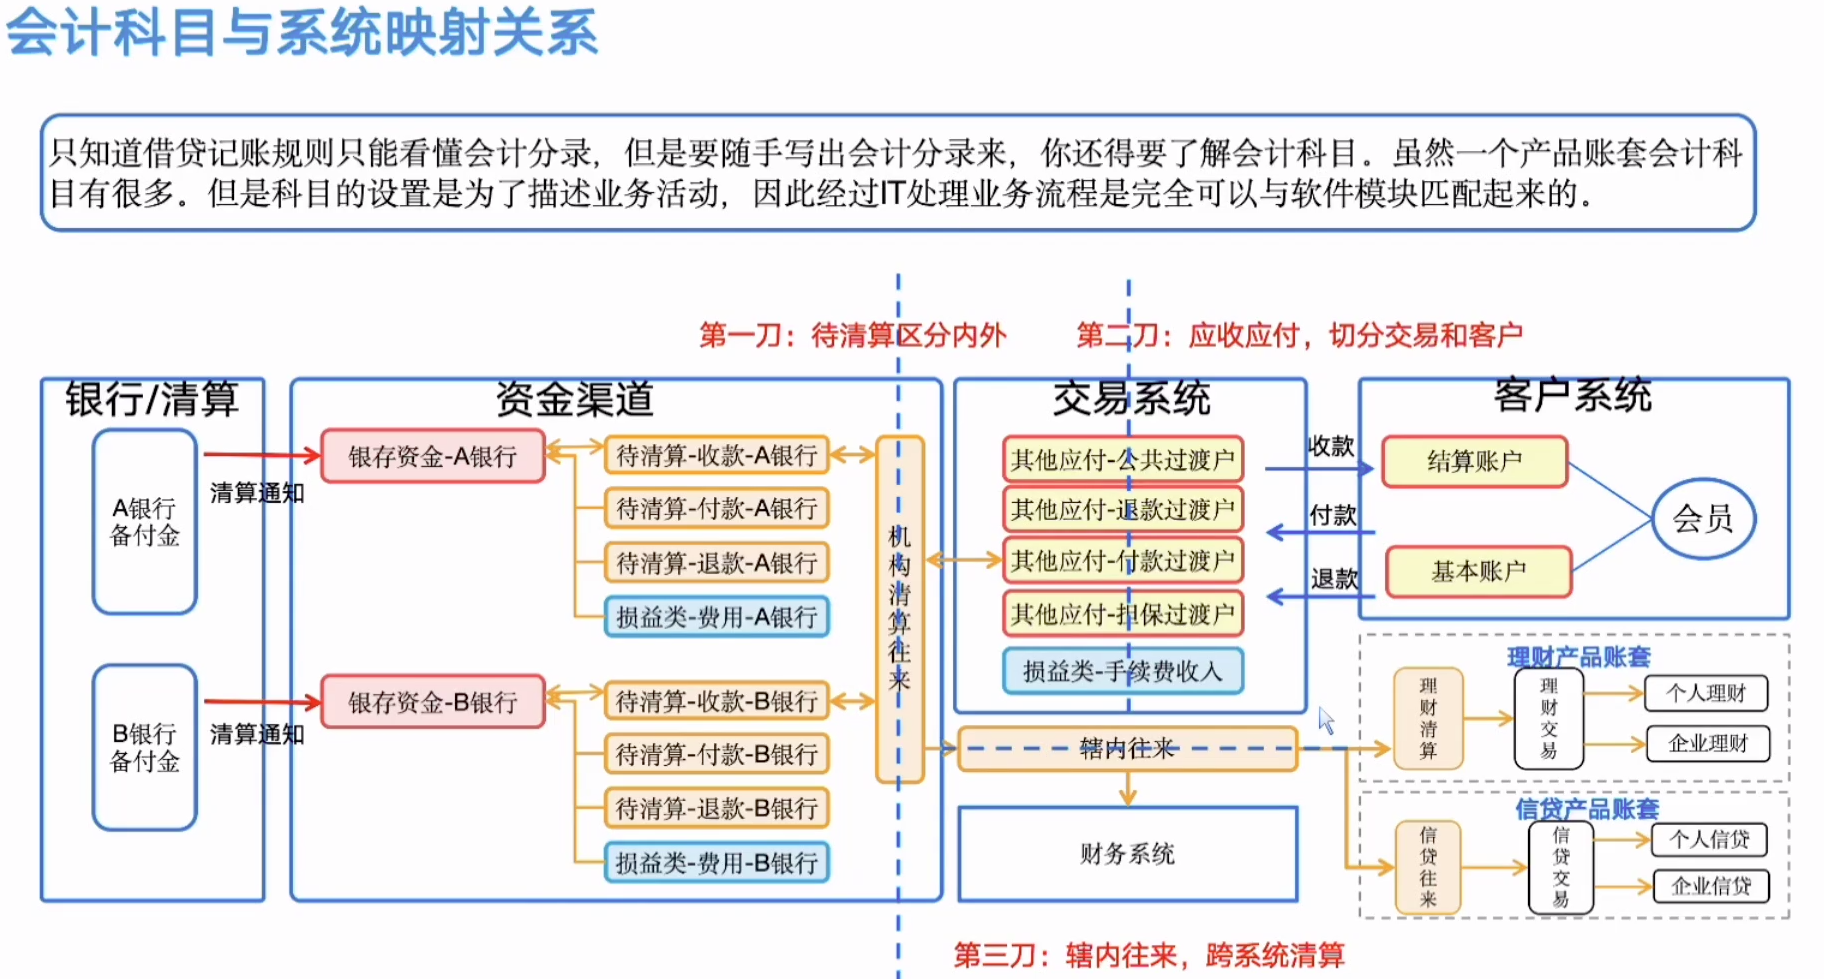 会计科目与系统映射关系
只知道借贷记账规则只能看懂会计分录，但是要随手写出会计分录来，你还得要了解会计科目。虽然一个产品账套会计科
目有很多。但是科目的设置是为了描述业务活动，因此经过IT处理业务流程是完全可以与软件模块匹配起来的。
第一刀：待清算区分内外
第二刀：应收应付，切分交易和客户
银行/清算
A银行
备付金
B银行
备付金
清算通知
清算通知
资金渠道
银存资金-A银行
待清算-收款-A银行
待清算-付款-A银行
待清算-退款-A银行
损益类-费用-A银行
银存资金-B银行
待清算-收款-B银行
待清算-付款-B银行
待清算-退款-B银行
损益类-费用-B银行
机构清算往来
交易系统
其他应付-公共过渡户
其他应付-退款过渡户
其他应付-付款过渡户
其他应付-担保过渡户
损益类-手续费收入
收款
付款
退款
客户系统
结算账户
基本账户
会员
辖内往来
财务系统
理财产品账套
理财清算
理财交易
个人理财
企业理财
信贷产品账套
信贷往来
信贷交易
个人信贷
企业信贷
第三刀：辖内往来，跨系统清算